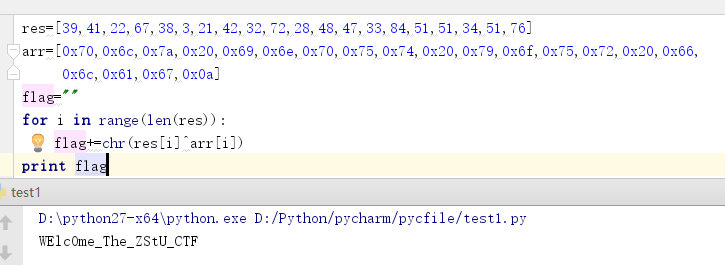 res=[39,41,22,67,38,3,21,42,32,72,28,48,47,33,84,51,51,34,51,76]
arr=[0x70,0x6c,0x7a,0x20,0x69,0x6e,0x70,0x75,0x74,0x20,0x79,0x6f,0x75,0x72,0x20,0x66,
0x6c,0x61,0x67,0x0a]
flag=""
for i in range(len(res)):
flag+=chr(res[i]^arr[i])
print flag
test1
D:\python27-x64\python.exe D:/Python/pycharm/pycfile/test1.py
WElcOme_The_ZStU_CTF